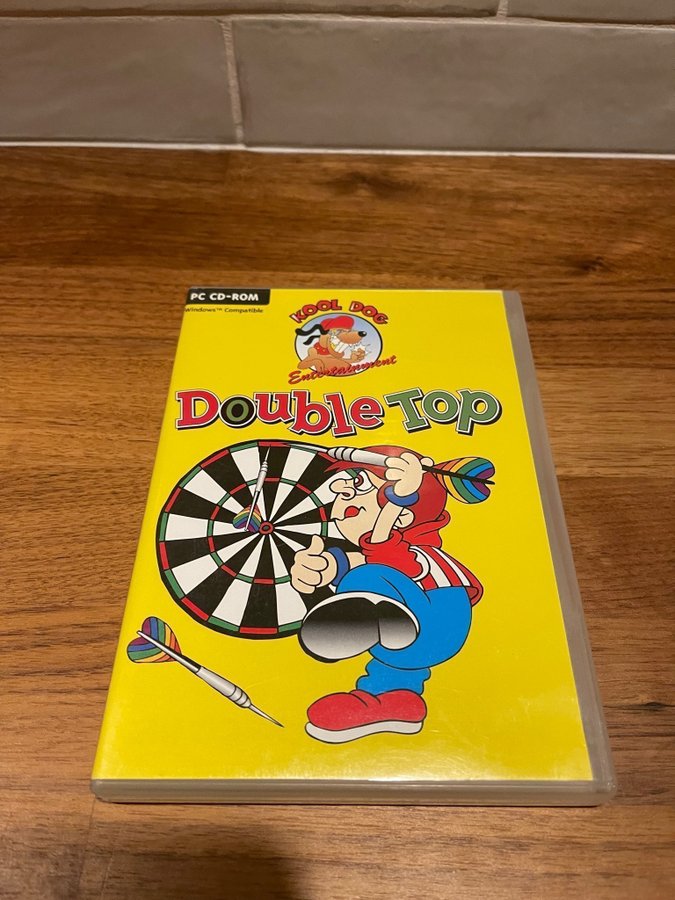 PC CD-ROM
Windows™ Compatible
KOOL DOG
Entertainment
Double Top